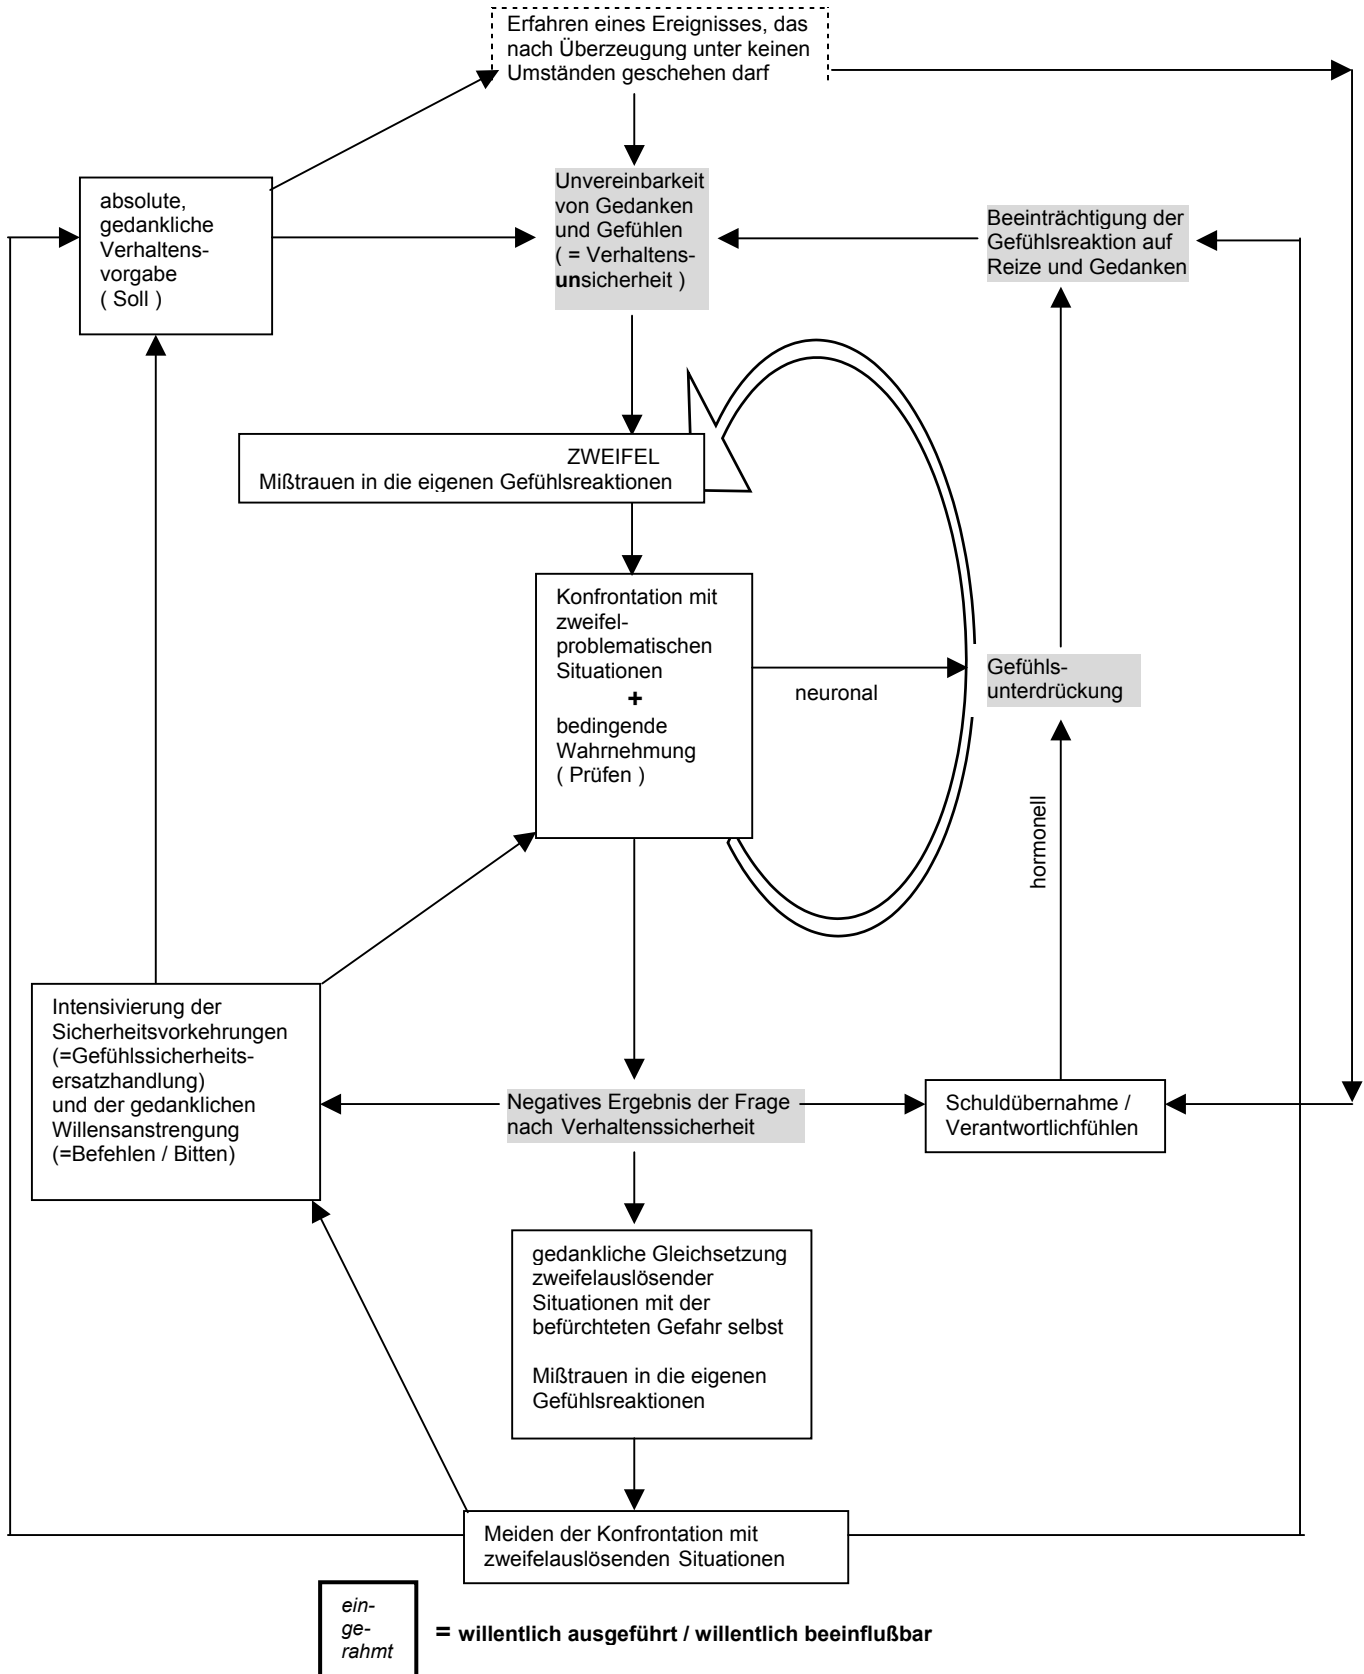 Erfahren eines Ereignisses, das
nach Überzeugung unter keinen
Umständen geschehen darf
absolute,
gedankliche
Verhaltens-
vorgabe
( Soll )
Unvereinbarkeit
von Gedanken
und Gefühlen
( = Verhaltens-
unsicherheit )
Beeinträchtigung der
Gefühlsreaktion auf
Reize und Gedanken
ZWEIFEL
Mißtrauen in die eigenen Gefühlsreaktionen
Konfrontation mit
zweifel-
problematischen
Situationen
+
bedingende
Wahrnehmung
( Prüfen )
neuronal
Gefühls-
unterdrückung
hormonell
Intensivierung der
Sicherheitsvorkehrungen
(=Gefühlssicherheits-
ersatzhandlung)
und der gedanklichen
Willensanstrengung
(=Befehlen / Bitten)
Negatives Ergebnis der Frage
nach Verhaltenssicherheit
Schuldübernahme /
Verantwortlichfühlen
gedankliche Gleichsetzung
zweifelauslösender
Situationen mit der
befürchteten Gefahr selbst
Mißtrauen in die eigenen
Gefühlsreaktionen
Meiden der Konfrontation mit
zweifelauslösenden Situationen
ein-
ge-
rahmt
= willentlich ausgeführt / willentlich beeinflußbar